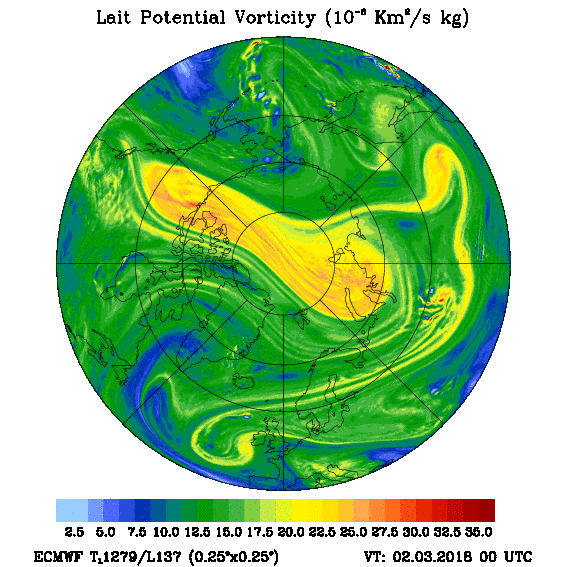 Lait Potential Vorticity (10⁻⁸ Km²/s kg)
2.5 5.0 7.5 10.0 12.5 15.0 17.5 20.0 22.5 25.0 27.5 30.0 32.5 35.0
ECMWF T_L1279/L137 (0.25°x0.25°) VT: 02.03.2018 00 UTC